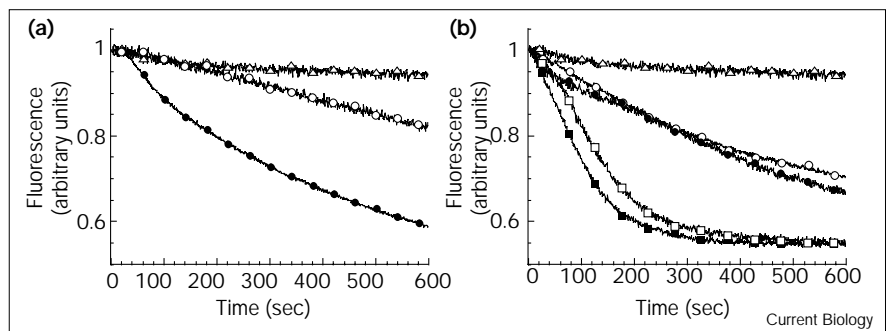 (a)
Fluorescence
(arbitrary units)
1
0.8
0.6
0 100 200 300 400 500 600
Time (sec)
(b)
Fluorescence
(arbitrary units)
1
0.8
0.6
0 100 200 300 400 500 600
Time (sec)
Current Biology